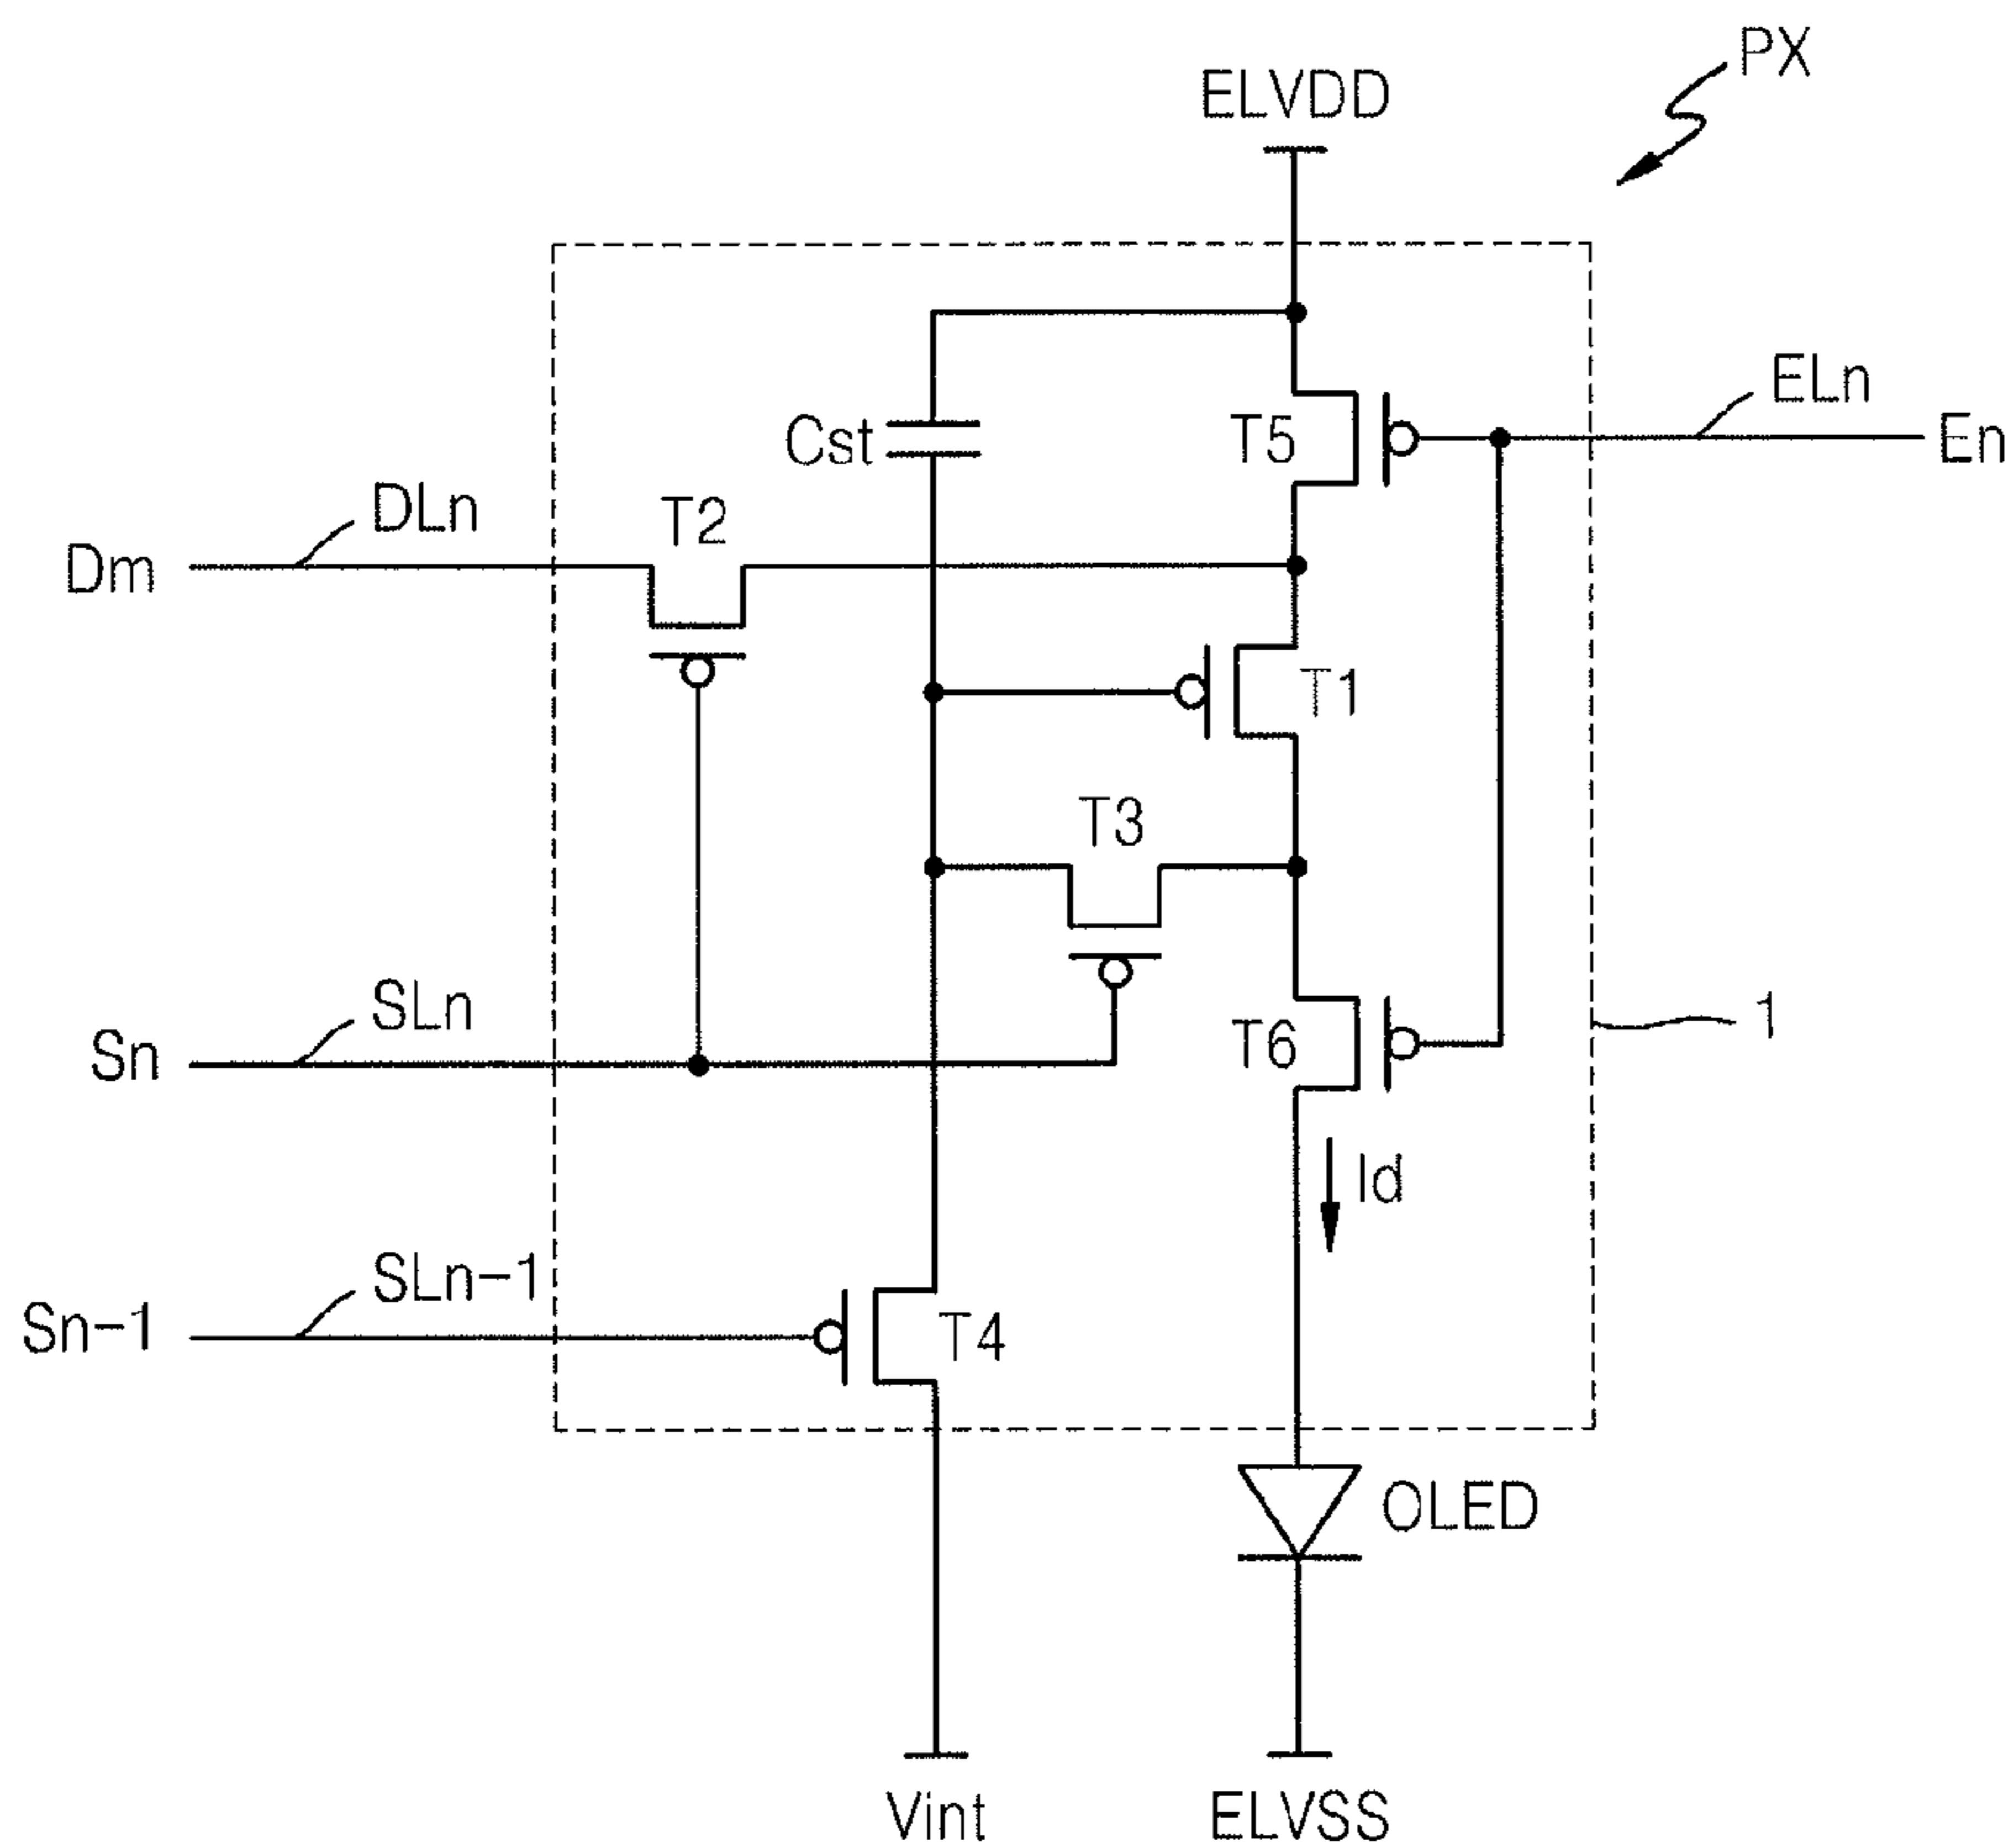 PX
ELVDD
ELn
En
T5
Cst
DLn
T2
Dm
T1
T3
SLn
Sn
T6
1
Id
SLn-1
Sn-1
T4
OLED
Vint
ELVSS